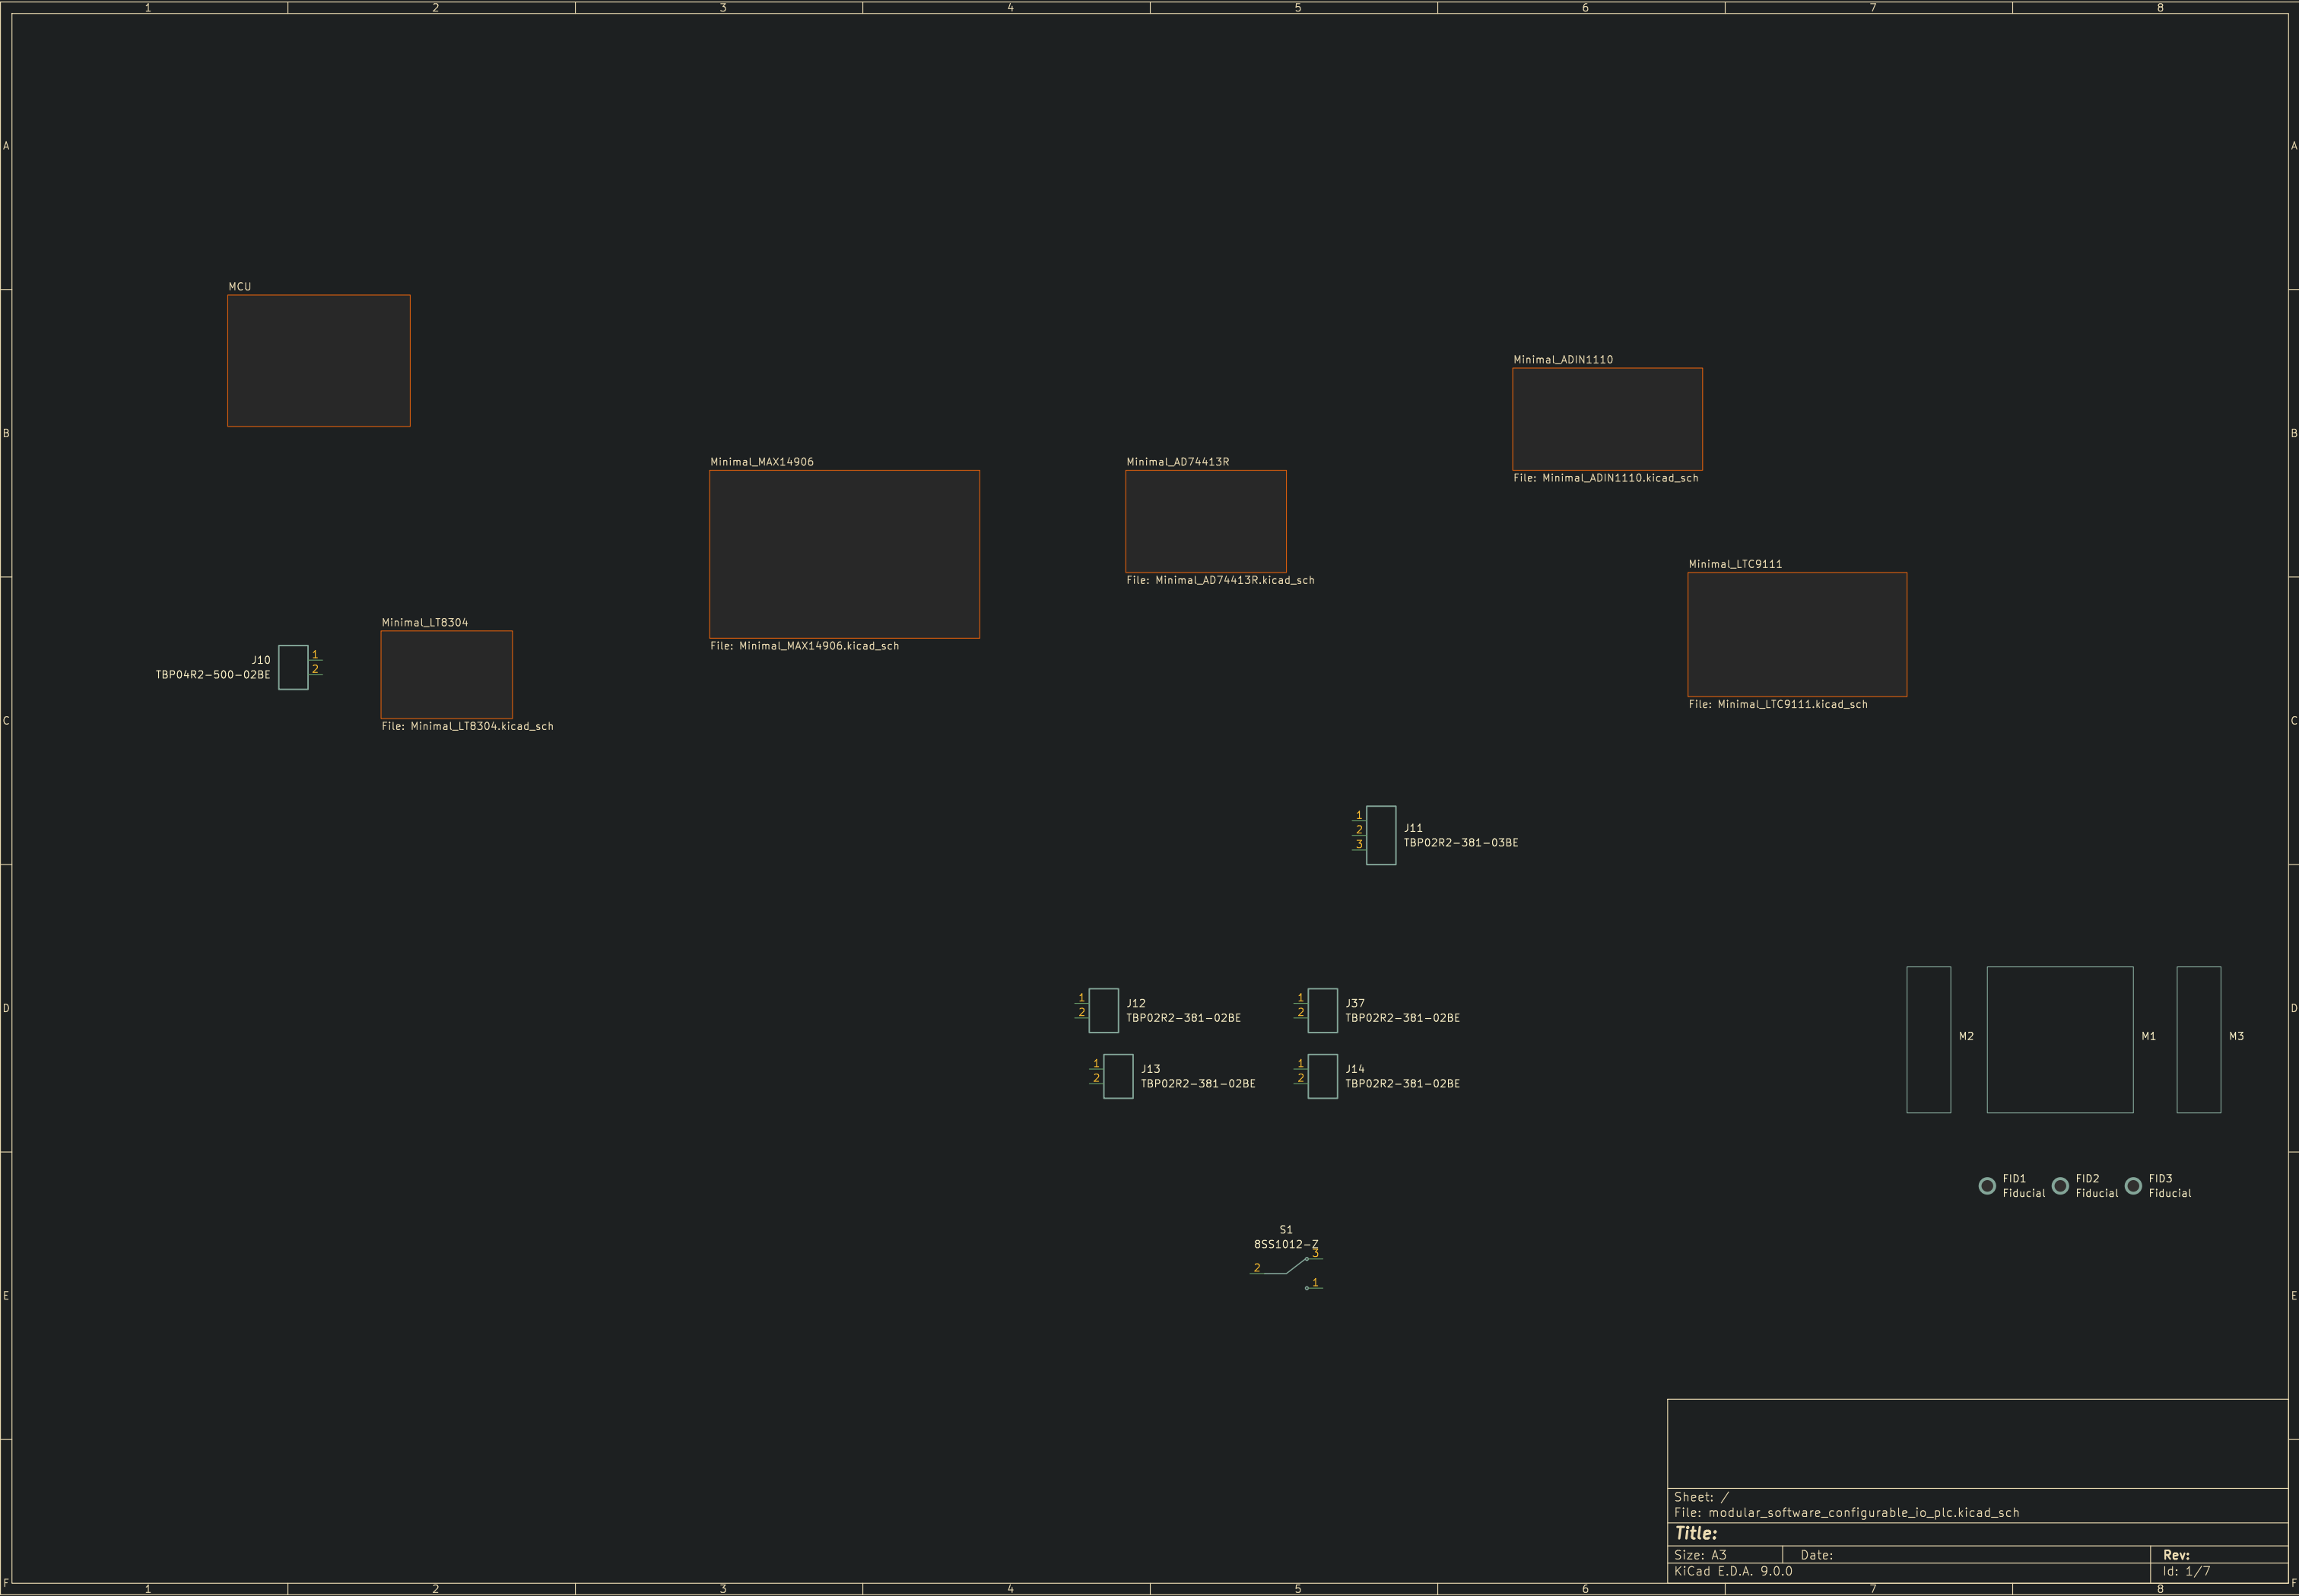 1 2 3 4 5 6 7 8
A A
MCU
Minimal_ADIN1110
File: Minimal_ADIN1110.kicad_sch
B B
Minimal_MAX14906
File: Minimal_MAX14906.kicad_sch
Minimal_AD74413R
File: Minimal_AD74413R.kicad_sch
Minimal_LTC9111
File: Minimal_LTC9111.kicad_sch
Minimal_LT8304
File: Minimal_LT8304.kicad_sch
J10
TBP04R2-500-02BE
1
2
C C
1
2
3
J11
TBP02R2-381-03BE
D D
1
2
J12
TBP02R2-381-02BE
1
2
J37
TBP02R2-381-02BE
1
2
J13
TBP02R2-381-02BE
1
2
J14
TBP02R2-381-02BE
M2
M1
M3
FID1
Fiducial
FID2
Fiducial
FID3
Fiducial
S1
8SS1012-Z
3
2
1
E E
Sheet: /
File: modular_software_configurable_io_plc.kicad_sch
Title:
Size: A3
Date:
Rev:
KiCad E.D.A. 9.0.0
Id: 1/7
F F
1 2 3 4 5 6 7 8